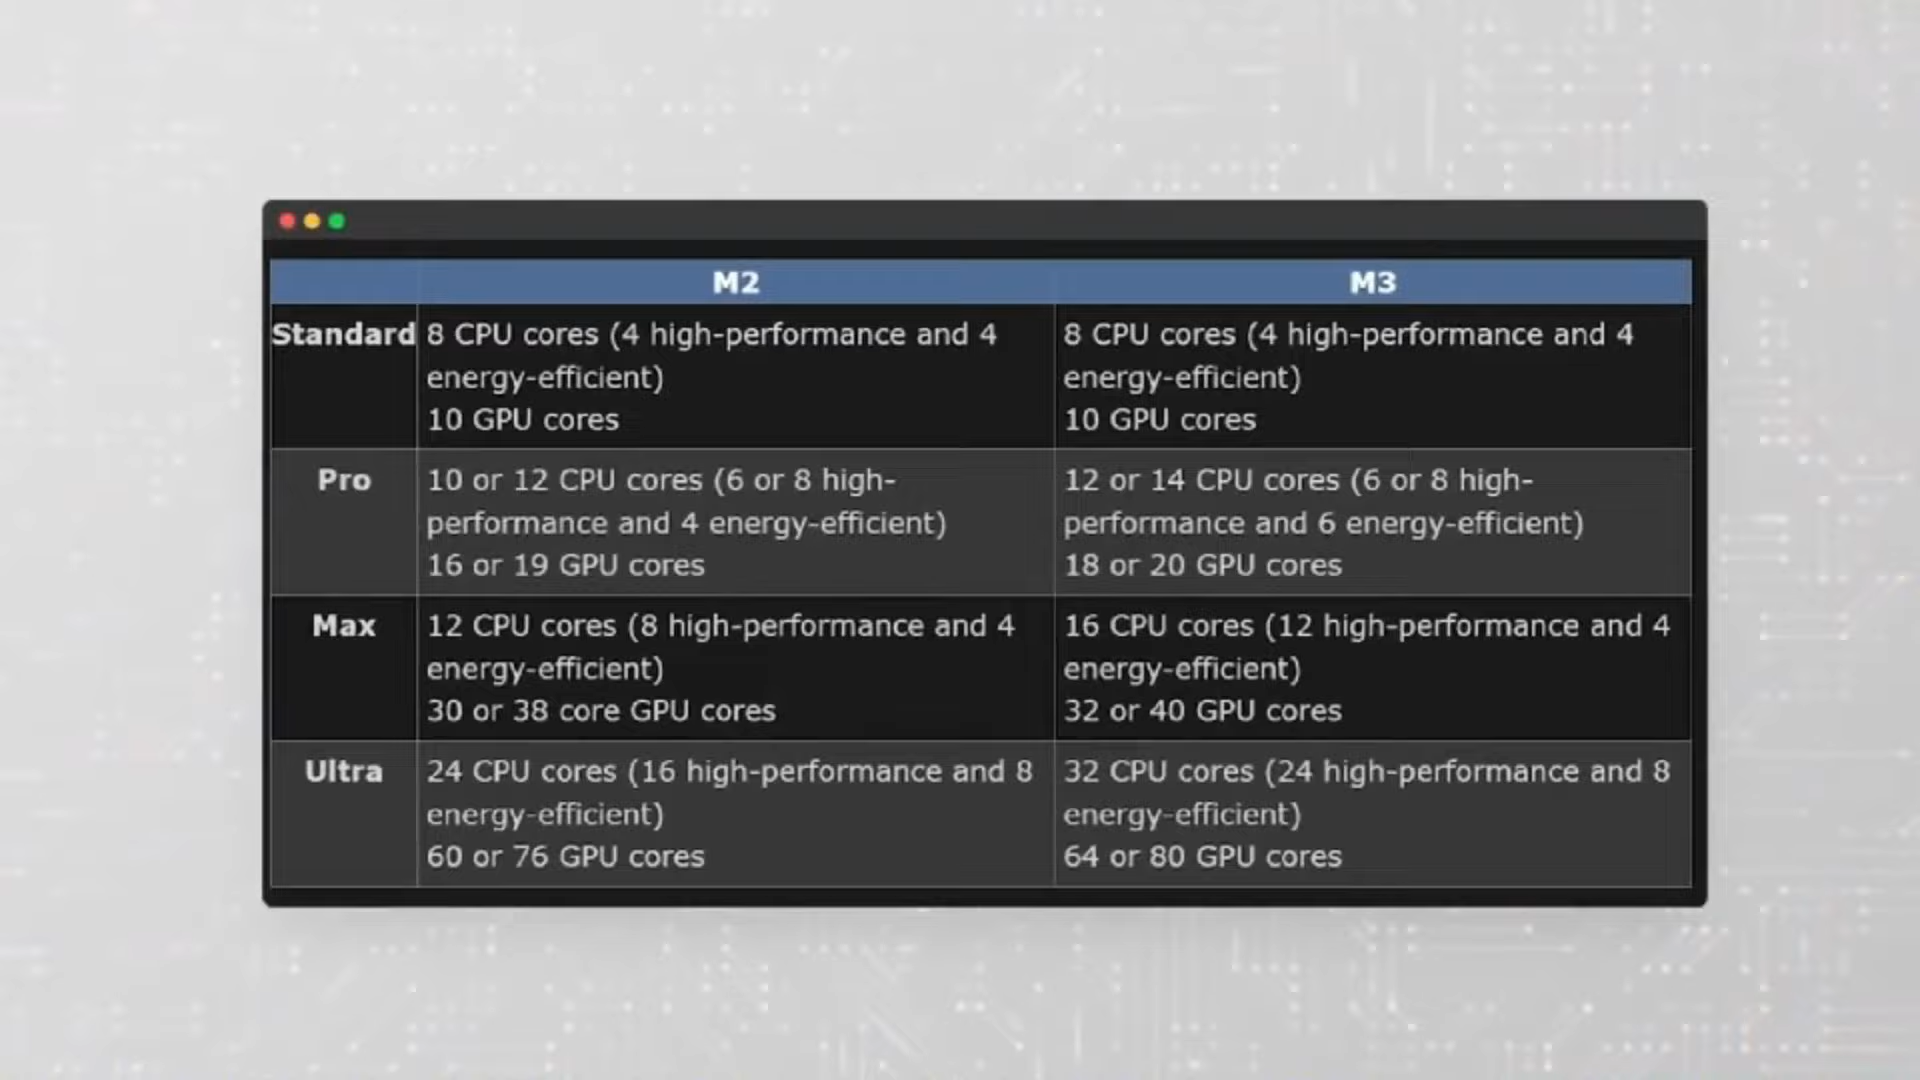 M2 M3
Standard
8 CPU cores (4 high-performance and 4
energy-efficient)
10 GPU cores
8 CPU cores (4 high-performance and 4
energy-efficient)
10 GPU cores
Pro
10 or 12 CPU cores (6 or 8 high-
performance and 4 energy-efficient)
16 or 19 GPU cores
12 or 14 CPU cores (6 or 8 high-
performance and 6 energy-efficient)
18 or 20 GPU cores
Max
12 CPU cores (8 high-performance and 4
energy-efficient)
30 or 38 core GPU cores
16 CPU cores (12 high-performance and 4
energy-efficient)
32 or 40 GPU cores
Ultra
24 CPU cores (16 high-performance and 8
energy-efficient)
60 or 76 GPU cores
32 CPU cores (24 high-performance and 8
energy-efficient)
64 or 80 GPU cores